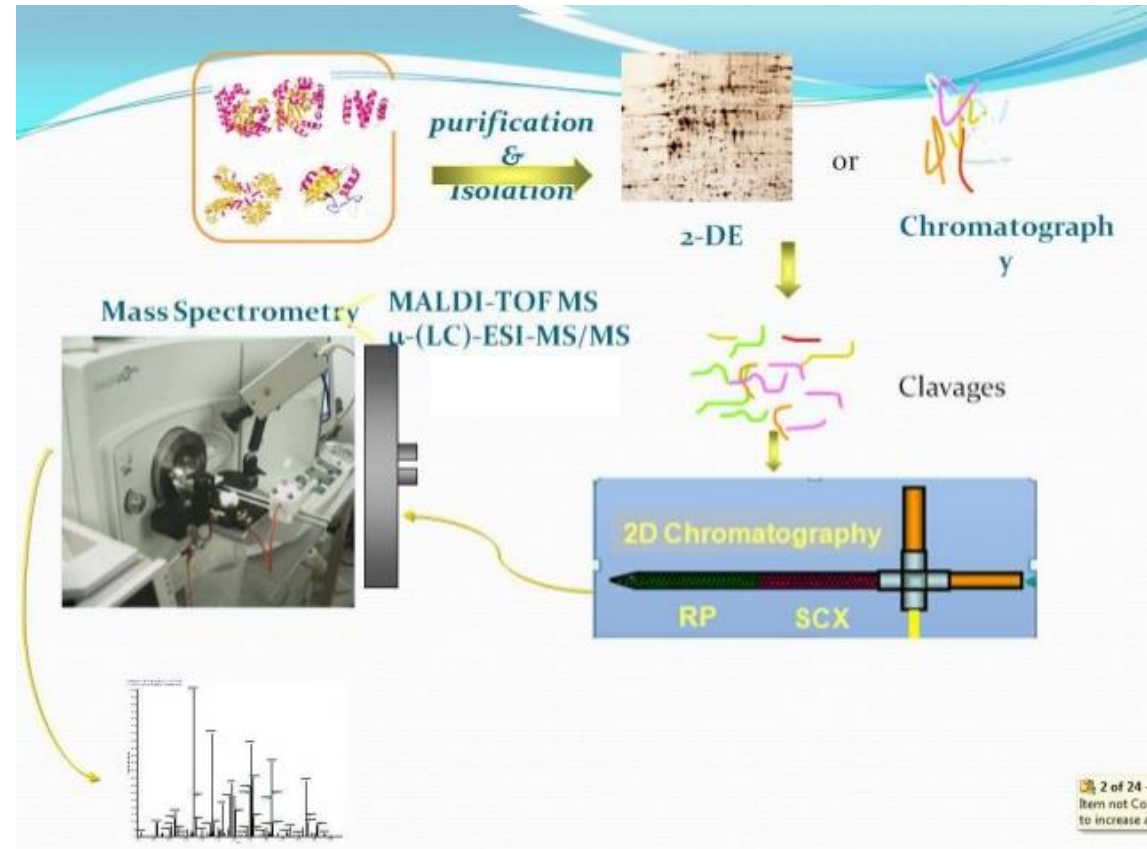 purification
&
Isolation
or
2-DE
Chromatograph
y
Mass Spectrometry
MALDI-TOF MS
µ-(LC)-ESI-MS/MS
Clavages
2D Chromatography
RP
SCX
2 of 24 -
Item not Co
to increase a